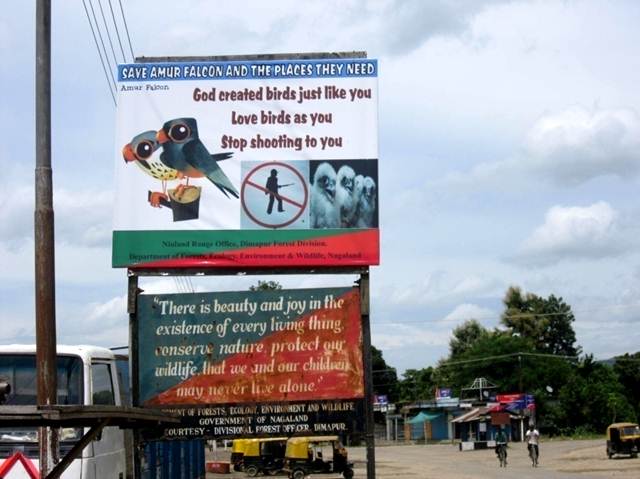 SAVE AMUR FALCON AND THE PLACES THEY NEED
Amur Falcon
God created birds just like you
Love birds as you
Stop shooting to you
Niuland Range Office, Dimapur Forest Division.
Department of Forests, Ecology, Environment & Wildlife, Nagaland
"There is beauty and joy in the
existence of every living thing,
conserve nature, protect our
wildlife, that we and our children
may never live alone."
OF FORESTS, ECOLOGY, ENVIRONMENT AND WILDLIFE
GOVERNMENT OF NAGALAND
COURTESY - DIVISIONAL FOREST OFFICER, DIMAPUR.